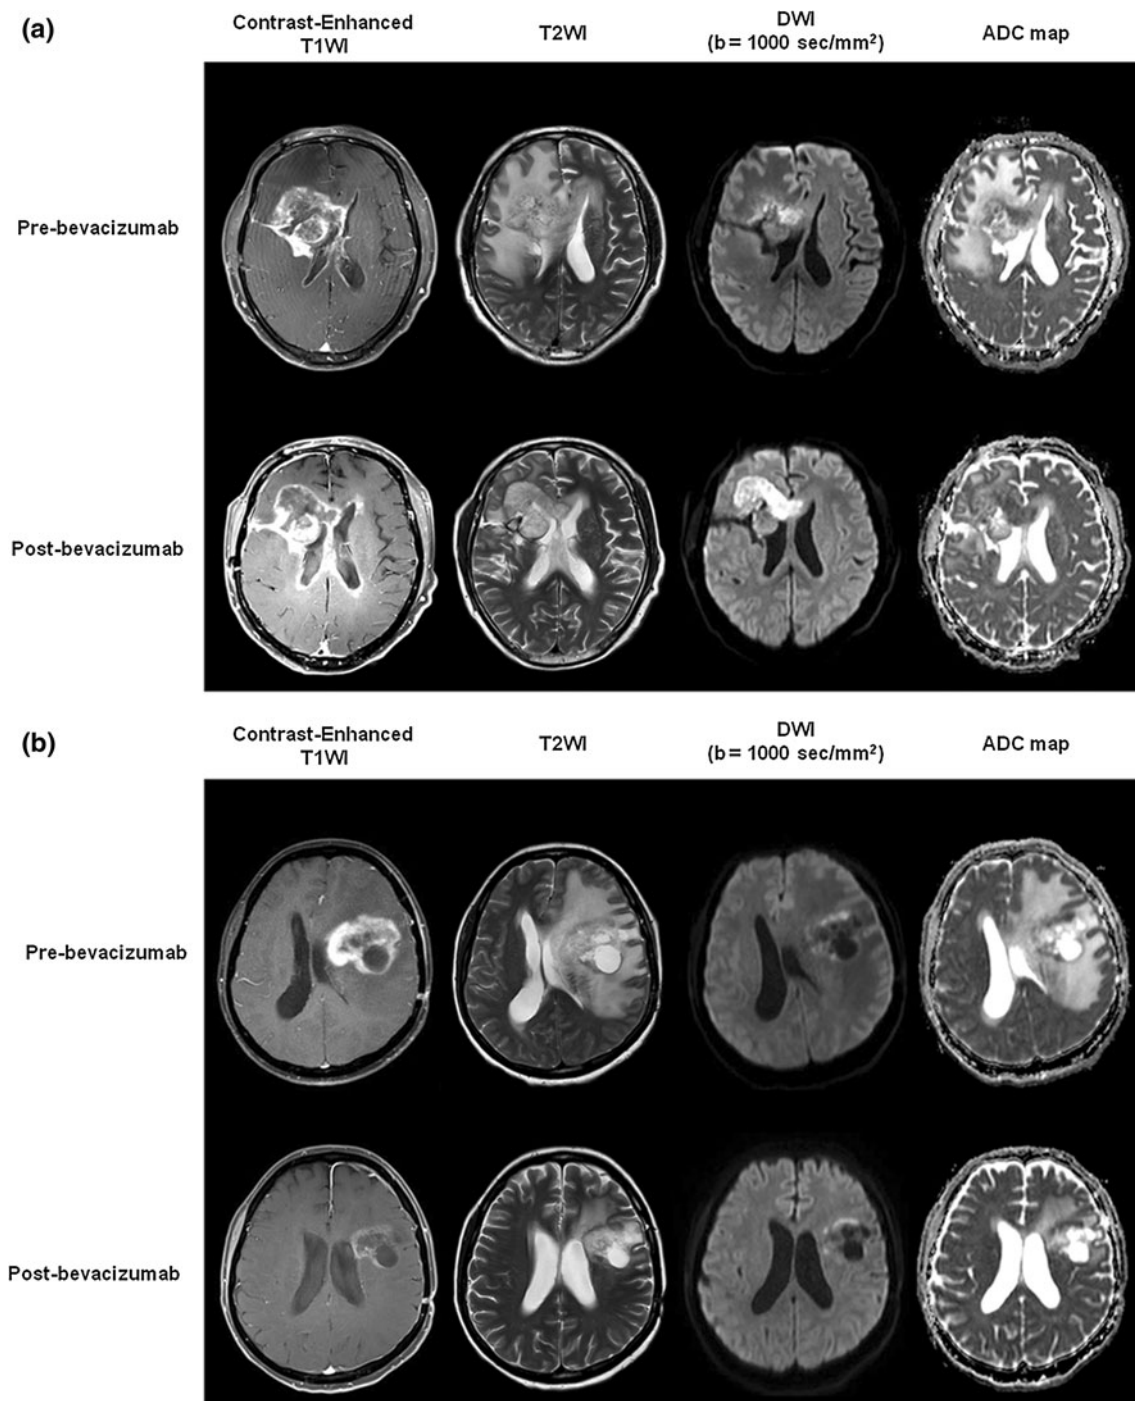 (a)
Contrast-Enhanced
T1WI
T2WI
DWI
(b = 1000 sec/mm²)
ADC map
Pre-bevacizumab
Post-bevacizumab
(b)
Contrast-Enhanced
T1WI
T2WI
DWI
(b = 1000 sec/mm²)
ADC map
Pre-bevacizumab
Post-bevacizumab